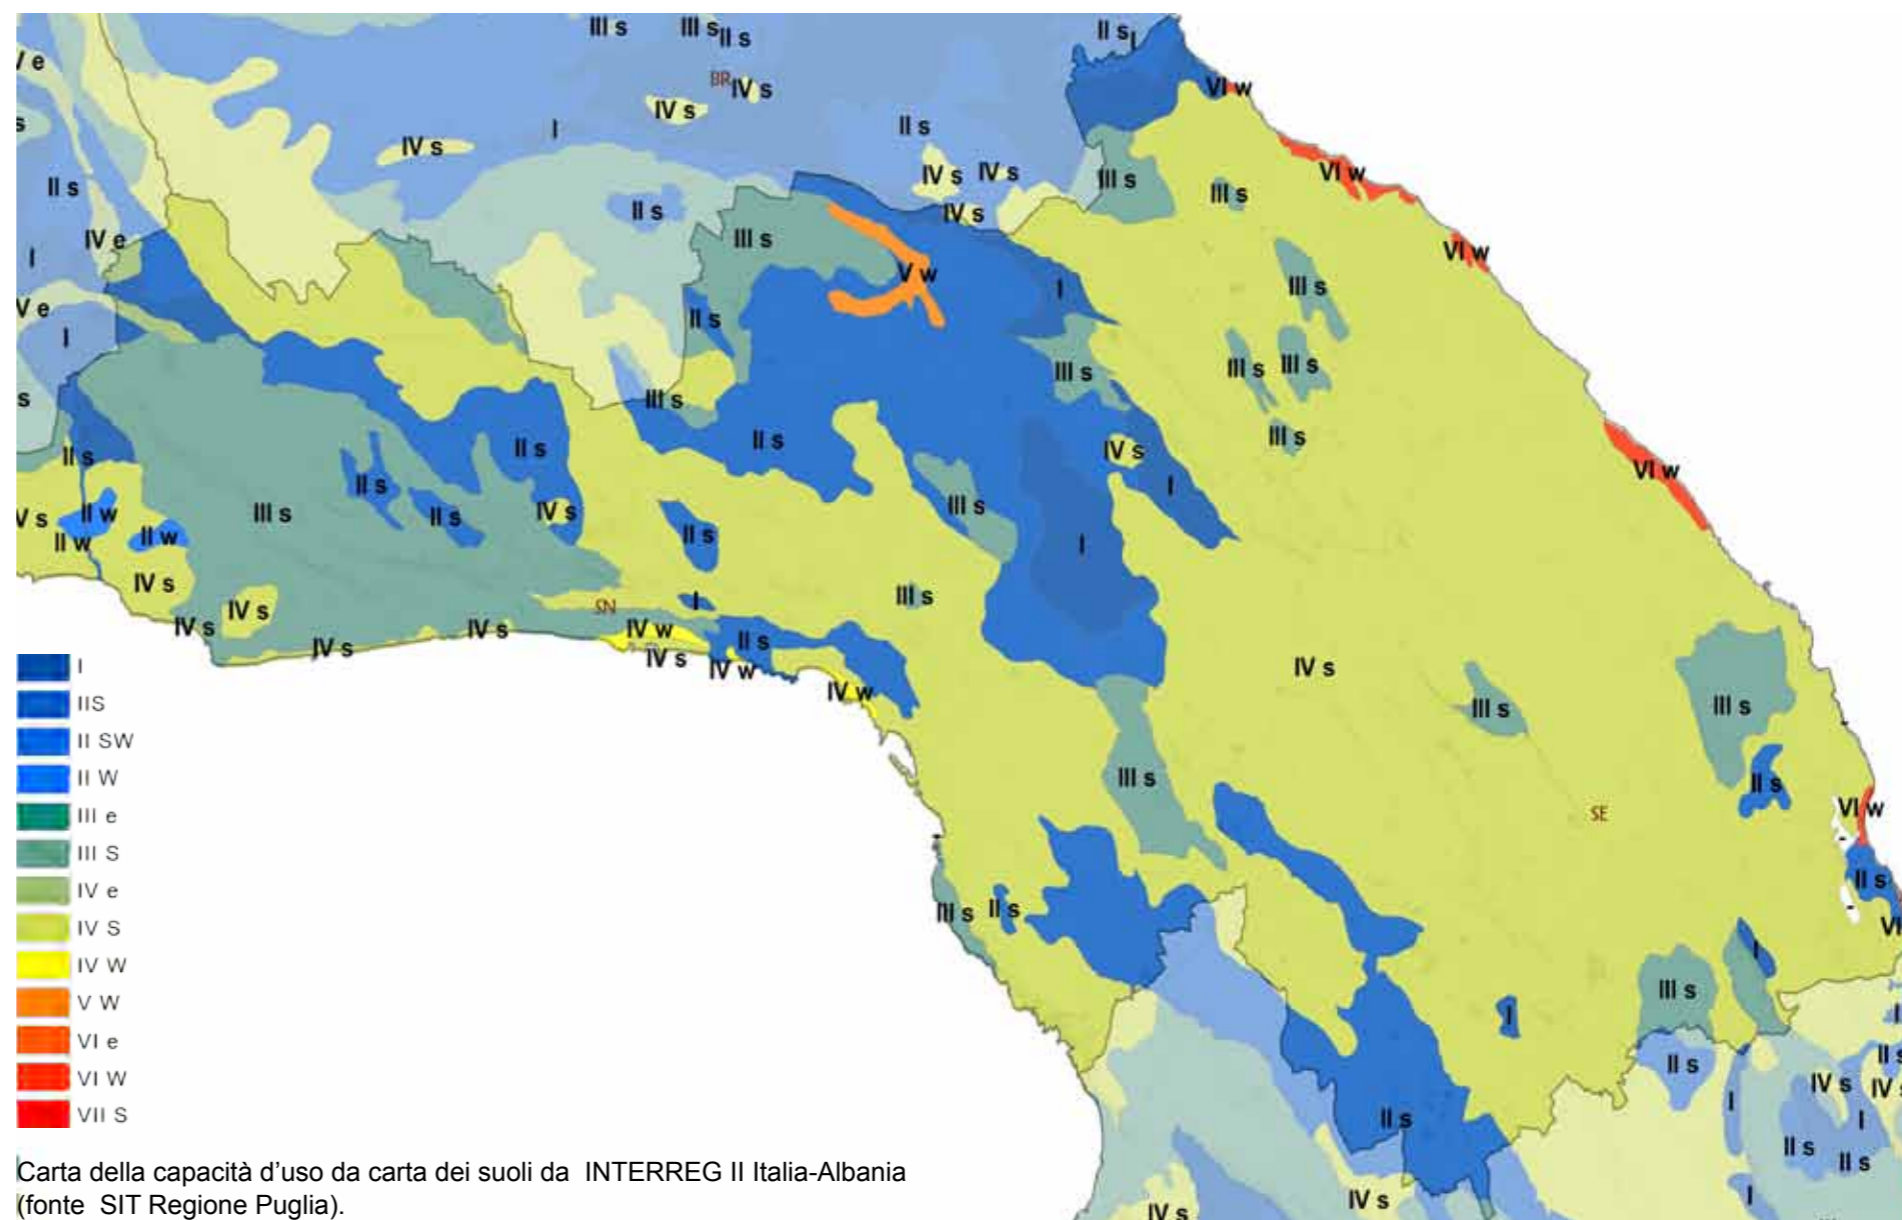 III s
III s
II s
II s
I
V e
BR
IV s
VI w
IV s
s
I
II s
IV s
VI w
IV s
IV s
III s
II s
III s
II s
IV s
IV e
III s
VI w
I
V w
I
III s
V e
II s
I
III s
III s
III s
s
III s
III s
II s
II s
IV s
II s
VI w
II s
I
III s
V s
II w
III s
II s
IV s
II w
II w
II s
I
IV s
IV s
SN
I
III s
IV s
IV s
IV w
II s
IV s
IV s
IV w
IV s
IV w
III s
III s
III s
II s
SE
VI w
II s
III s
II s
VI
I
III s
I
I
II s
II s
IV s
IV s
I
I
II s
II s
II s
I
IV s
IV s
I
IIS
II SW
II W
III e
III S
IV e
IV S
IV W
V W
VI e
VI W
VII S
Carta della capacità d'uso da carta dei suoli da INTERREG II Italia-Albania
(fonte SIT Regione Puglia).